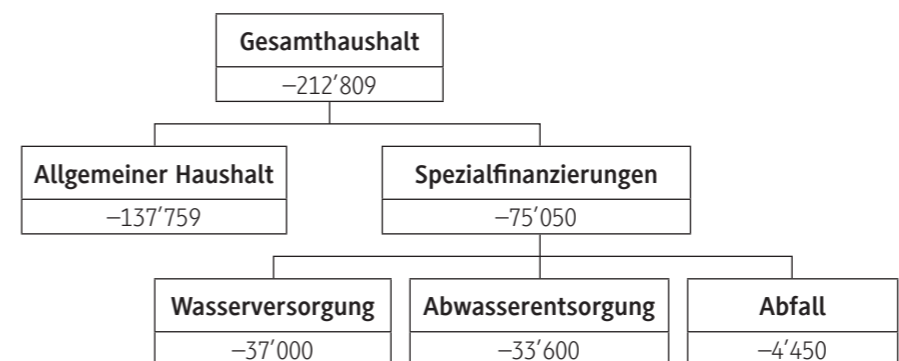 Gesamthaushalt
–212’809
Allgemeiner Haushalt
–137’759
Spezialfinanzierungen
–75’050
Wasserversorgung
–37’000
Abwasserentsorgung
–33’600
Abfall
–4’450